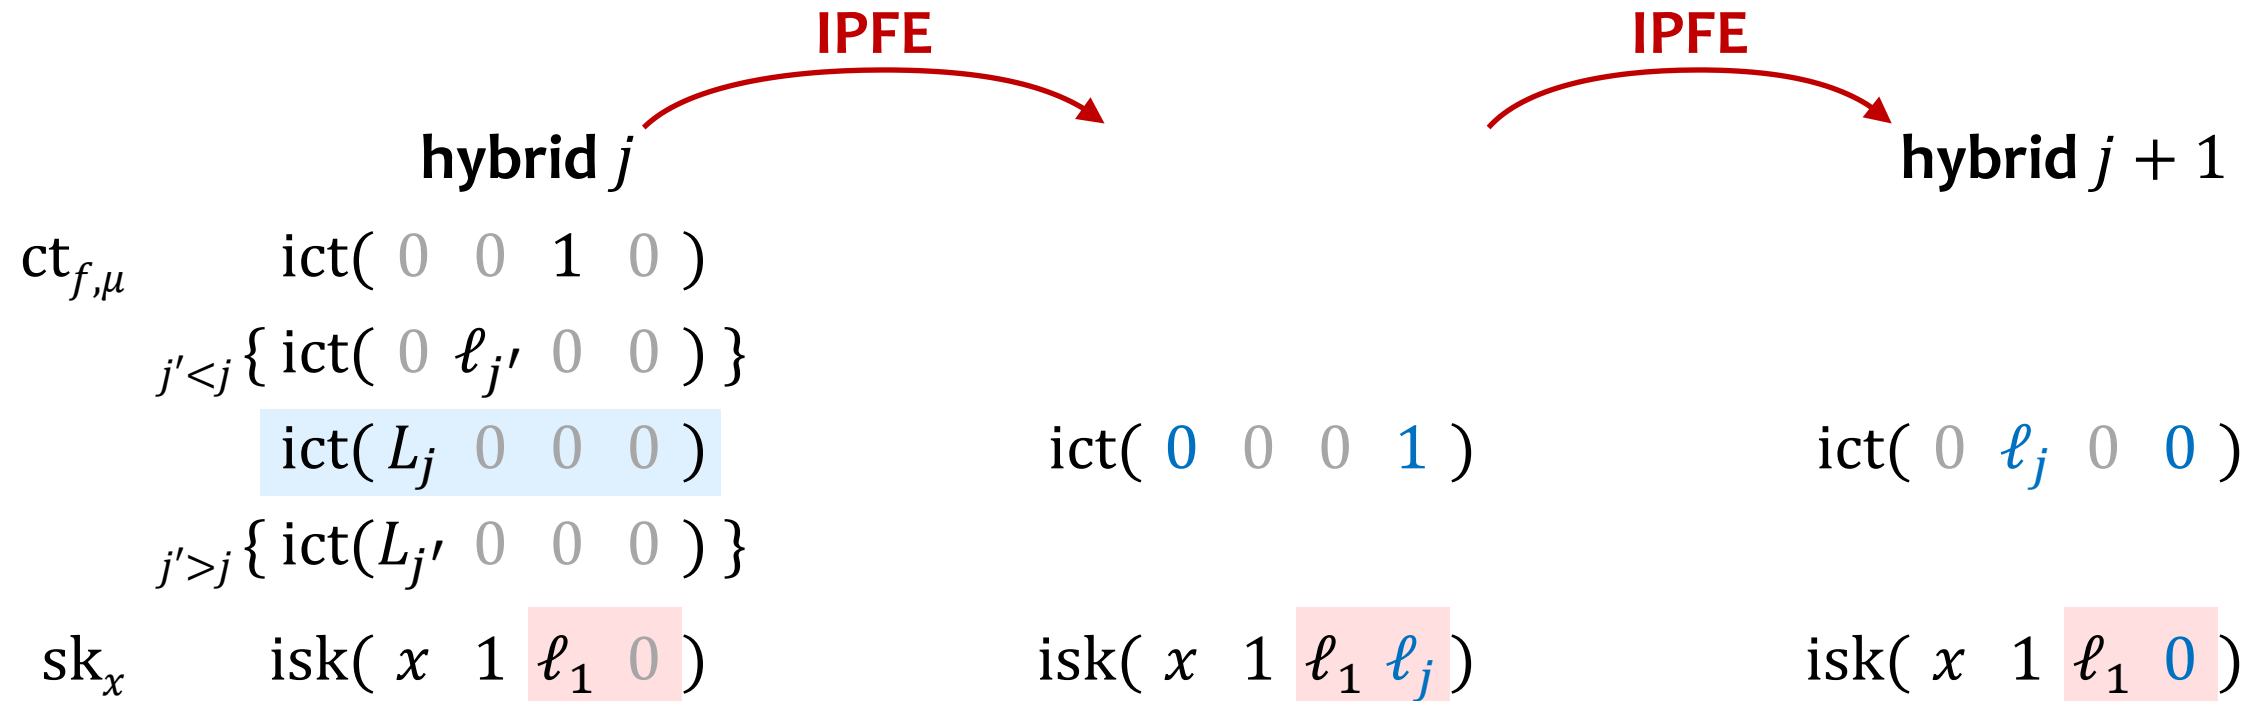 IPFE IPFE
hybrid j hybrid j + 1
ct_{f,μ} ict( 0 0 1 0 )
j′<j { ict( 0 ℓ_{j′} 0 0 ) }
ict( L_j 0 0 0 ) ict( 0 0 0 1 ) ict( 0 ℓ_j 0 0 )
j′>j { ict( L_{j′} 0 0 0 ) }
sk_x isk( x 1 ℓ_1 0 ) isk( x 1 ℓ_1 ℓ_j ) isk( x 1 ℓ_1 0 )